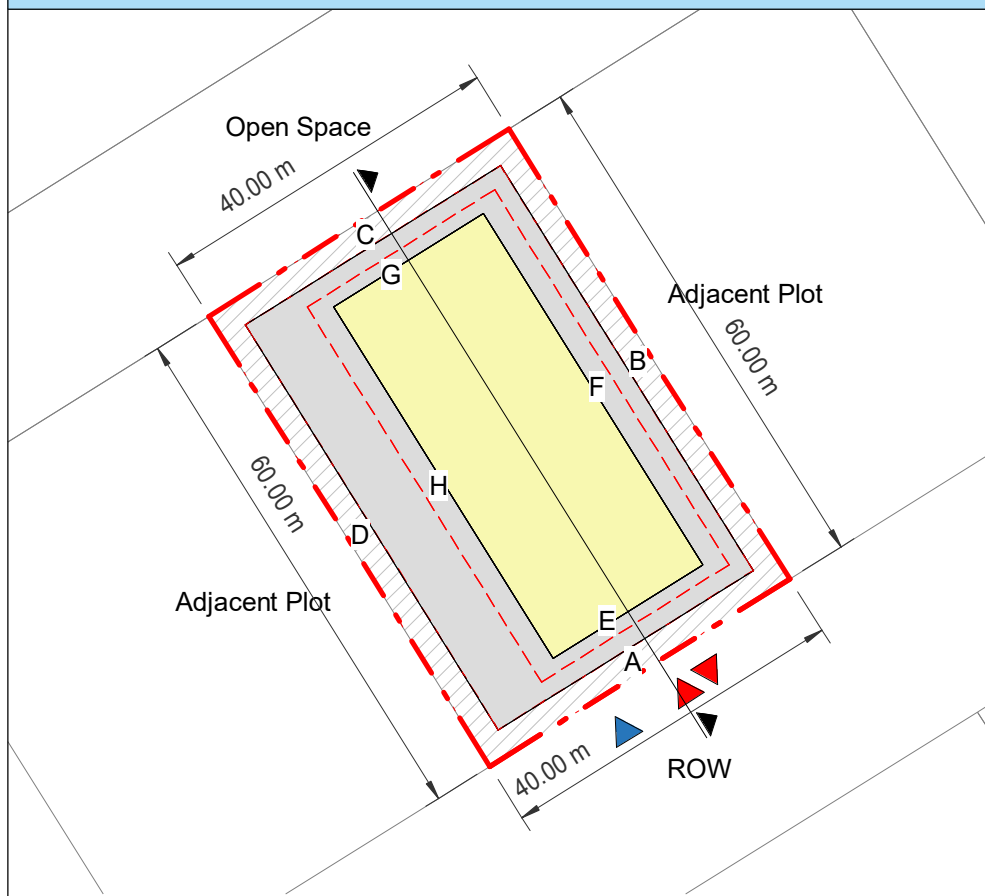 Open Space
40.00 m
C
G
Adjacent Plot
60.00 m
B
F
H
60.00 m
D
Adjacent Plot
E
A
40.00 m
ROW